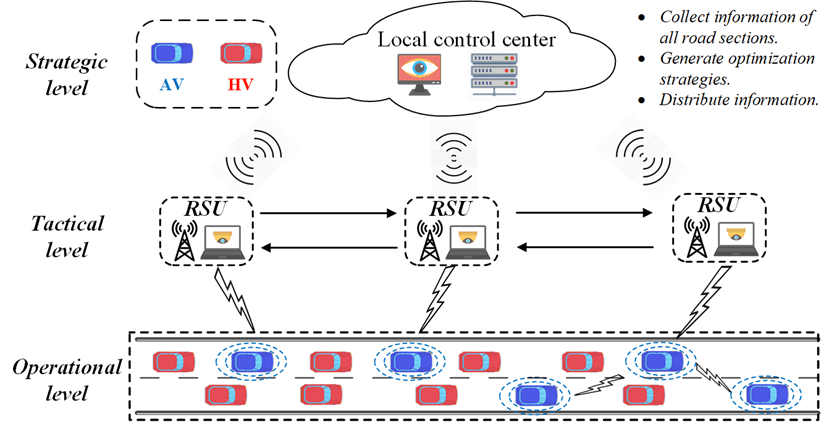 Strategic
level
AV
HV
Local control center
• Collect information of
all road sections.
• Generate optimization
strategies.
• Distribute information.
Tactical
level
RSU
RSU
RSU
Operational
level